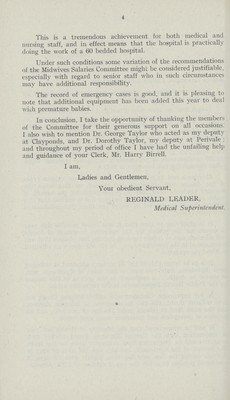 4
This is a tremendous achievement for both medical and
nursing staff, and in effect means that the hospital is practically
doing the work of a 60 bedded hospital.
Under such conditions some variation of the recommendations
of the Midwives Salaries Committee might be considered justifiable,
especially with regard to senior staff who in such circumstances
may have additional responsibility.
The record of emergency cases is good, and it is pleasing to
note that additional equipment has been added this year to deal
with premature babies.
In conclusion, I take the opportunity of thanking the members
of the Committee for their generous support on all occasions.
I also wish to mention Dr. George Taylor who acted as my deputy
at Clayponds, and Dr. Dorothy Taylor, my deputy at Perivale ;
and throughout my period of office I have had the unfailing help
and guidance of your Clerk, Mr. Harry Birrell.
I am,
Ladies and Gentlemen,
Your obedient Servant,
REGINALD LEADER,
Medical Superintendent.